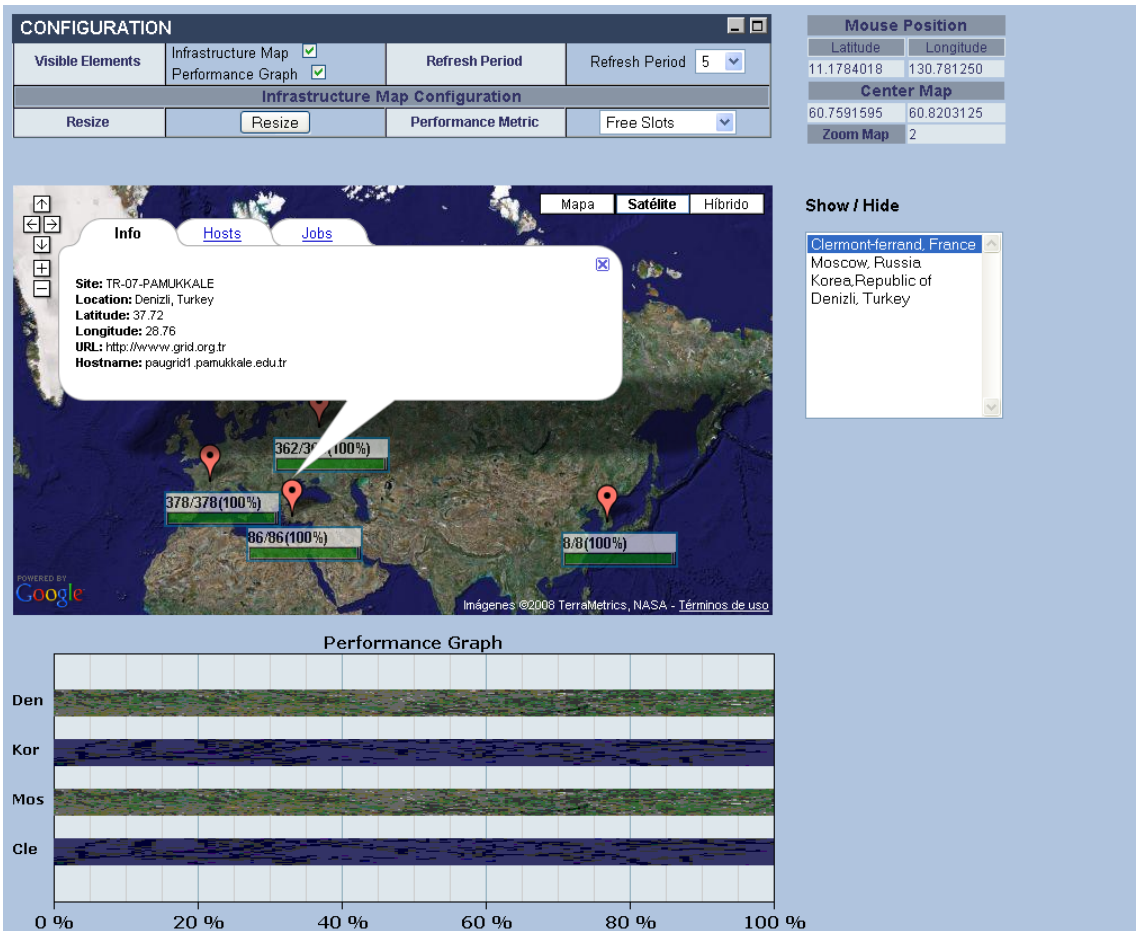 CONFIGURATION
Visible Elements
Infrastructure Map
Performance Graph
Refresh Period
Refresh Period 5
Infrastructure Map Configuration
Resize
Resize
Performance Metric
Free Slots
Mouse Position
Latitude Longitude
11.1784018 130.781250
Center Map
60.7591595 60.8203125
Zoom Map 2
Mapa Satélite Híbrido
Info Hosts Jobs
Site: TR-07-PAMUKKALE
Location: Denizli, Turkey
Latitude: 37.72
Longitude: 28.76
URL: http://www.grid.org.tr
Hostname: paugrid1.pamukkale.edu.tr
(100%)
378/378(100%)
86/86(100%)
8/8(100%)
POWERED BY
Google
Imágenes ©2008 TerraMetrics, NASA - Términos de uso
Show / Hide
Clermont-ferrand, France
Moscow, Russia
Korea,Republic of
Denizli, Turkey
Performance Graph
Den
Kor
Mos
Cle
0 % 20 % 40 % 60 % 80 % 100 %